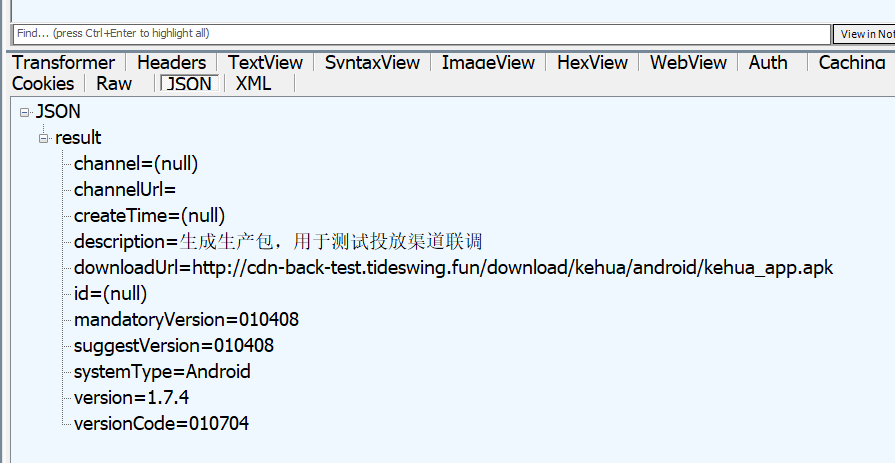 Find... (press Ctrl+Enter to highlight all)
View in Not
Transformer Headers TextView SyntaxView ImageView HexView WebView Auth Caching
Cookies Raw JSON XML
JSON
result
channel=(null)
channelUrl=
createTime=(null)
description=生成生产包，用于测试投放渠道联调
downloadUrl=http://cdn-back-test.tideswing.fun/download/kehua/android/kehua_app.apk
id=(null)
mandatoryVersion=010408
suggestVersion=010408
systemType=Android
version=1.7.4
versionCode=010704